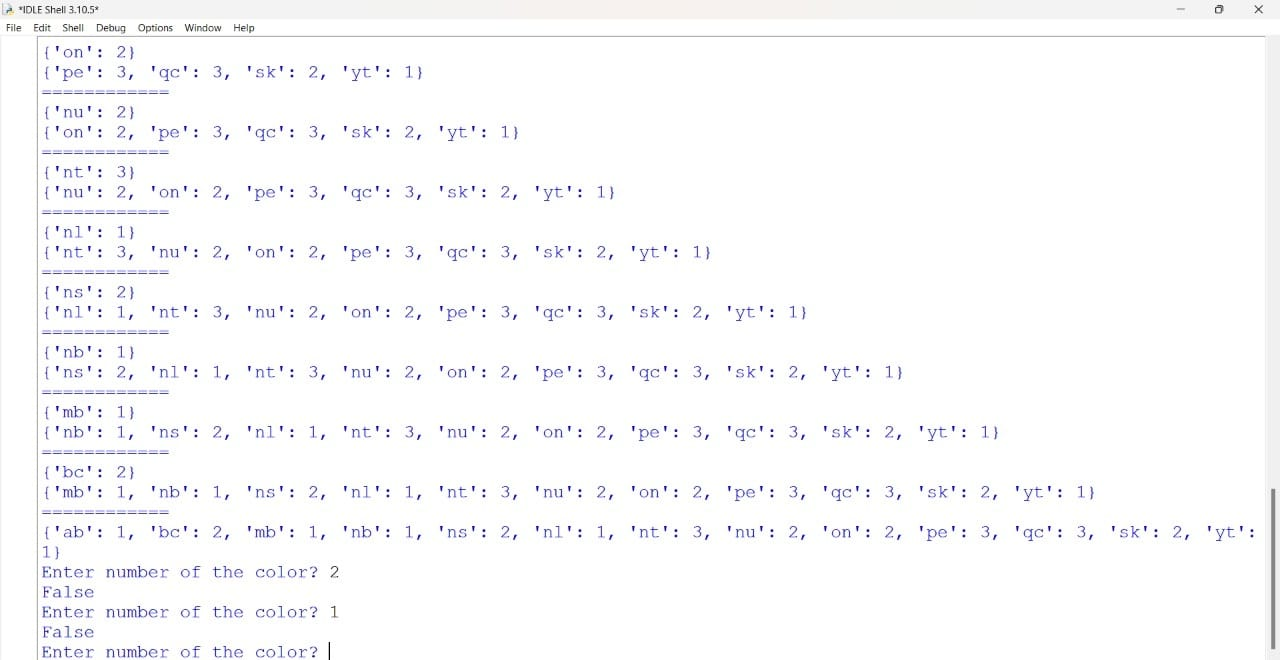 *IDLE Shell 3.10.5*
File Edit Shell Debug Options Window Help
{'on': 2}
{'pe': 3, 'qc': 3, 'sk': 2, 'yt': 1}
============
{'nu': 2}
{'on': 2, 'pe': 3, 'qc': 3, 'sk': 2, 'yt': 1}
============
{'nt': 3}
{'nu': 2, 'on': 2, 'pe': 3, 'qc': 3, 'sk': 2, 'yt': 1}
============
{'nl': 1}
{'nt': 3, 'nu': 2, 'on': 2, 'pe': 3, 'qc': 3, 'sk': 2, 'yt': 1}
============
{'ns': 2}
{'nl': 1, 'nt': 3, 'nu': 2, 'on': 2, 'pe': 3, 'qc': 3, 'sk': 2, 'yt': 1}
============
{'nb': 1}
{'ns': 2, 'nl': 1, 'nt': 3, 'nu': 2, 'on': 2, 'pe': 3, 'qc': 3, 'sk': 2, 'yt': 1}
============
{'mb': 1}
{'nb': 1, 'ns': 2, 'nl': 1, 'nt': 3, 'nu': 2, 'on': 2, 'pe': 3, 'qc': 3, 'sk': 2, 'yt': 1}
============
{'bc': 2}
{'mb': 1, 'nb': 1, 'ns': 2, 'nl': 1, 'nt': 3, 'nu': 2, 'on': 2, 'pe': 3, 'qc': 3, 'sk': 2, 'yt': 1}
============
{'ab': 1, 'bc': 2, 'mb': 1, 'nb': 1, 'ns': 2, 'nl': 1, 'nt': 3, 'nu': 2, 'on': 2, 'pe': 3, 'qc': 3, 'sk': 2, 'yt':
1}
Enter number of the color? 2
False
Enter number of the color? 1
False
Enter number of the color?